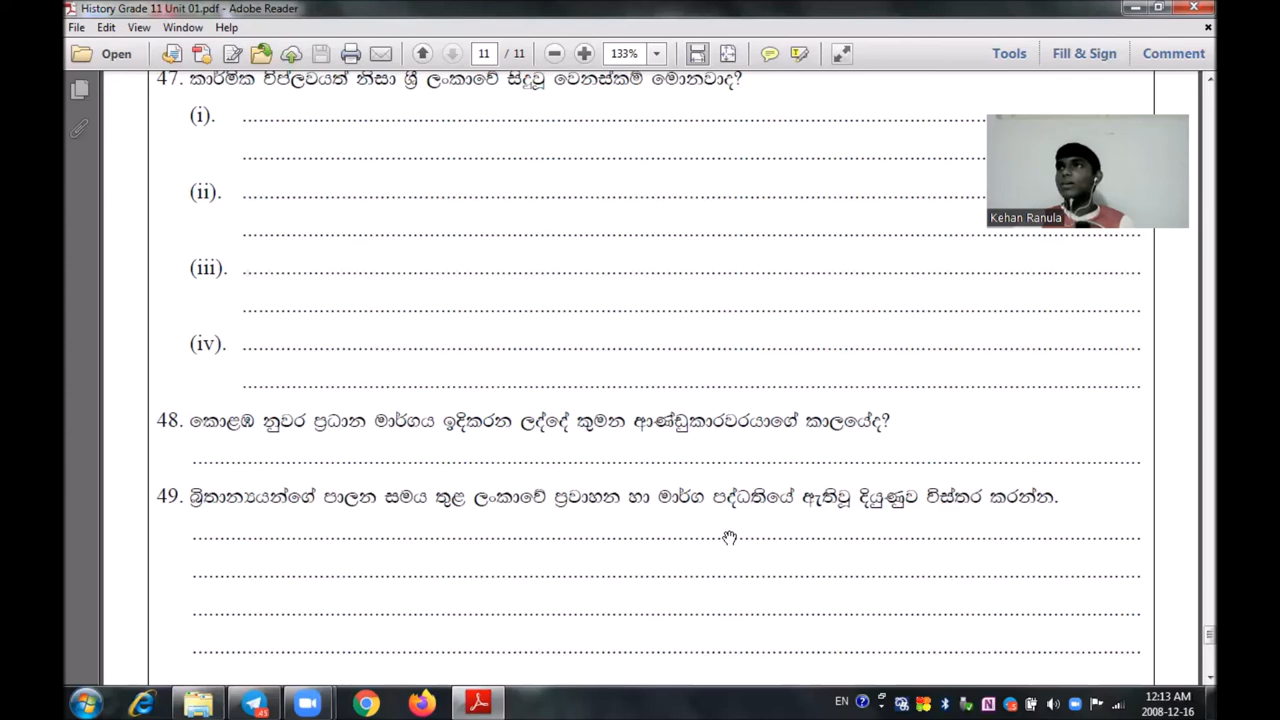 History Grade 11 Unit 01.pdf - Adobe Reader
File Edit View Window Help
Open 11 / 11 133% Tools Fill & Sign Comment
47. කාර්මික විප්ලවයත් නිසා ශ්‍රී ලංකාවේ සිදුවූ වෙනස්කම් මොනවාද?
(i). ..........
(ii). ..........
Kehan Ranula
(iii). ..........
(iv). ..........
48. කොළඹ නුවර ප්‍රධාන මාර්ගය ඉදිකරන ලද්දේ කුමන ආණ්ඩුකාරවරයාගේ කාලයේද?
49. බ්‍රිතාන්‍යයන්ගේ පාලන සමය තුළ ලංකාවේ ප්‍රවාහන හා මාර්ග පද්ධතියේ ඇතිවූ දියුණුව විස්තර කරන්න.
EN 12:13 AM
2008-12-16